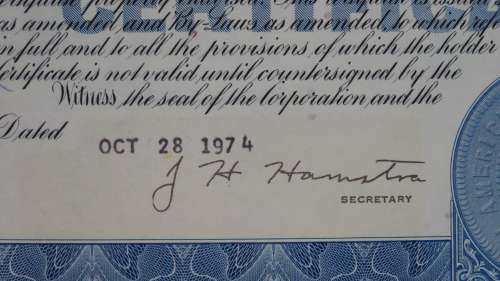 as amended and By-Laws as amended to which
in full, and to all the provisions of which the holder
Certificate is not valid until countersigned by the
Witness, the seal of the Corporation and the
Dated
OCT 28 1974
J H Hamstra
SECRETARY